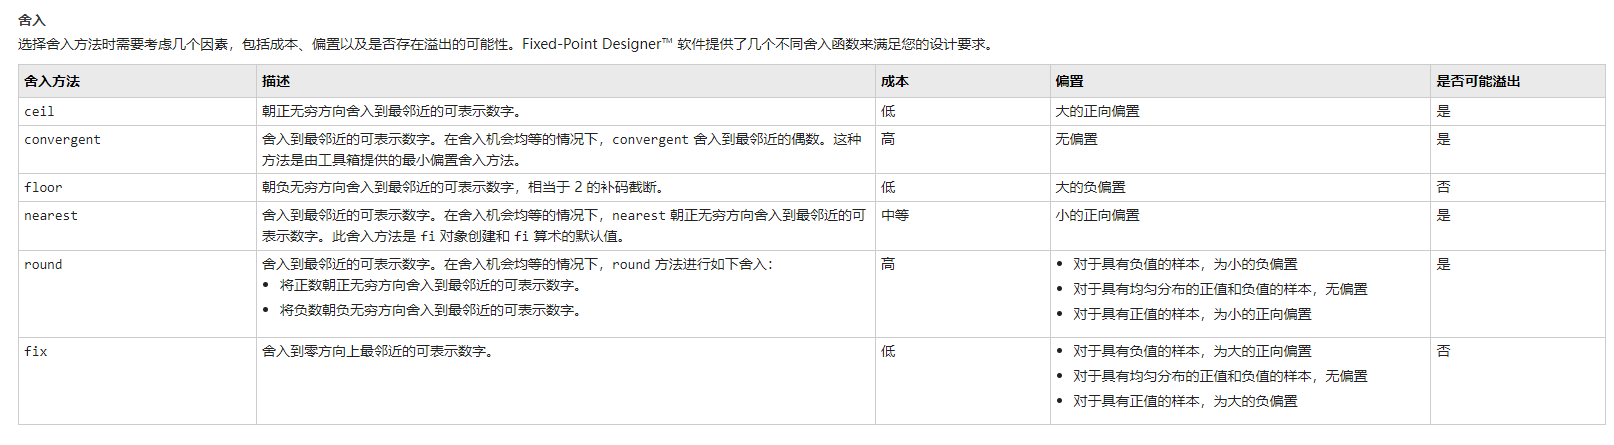 舍入
选择舍入方法时需要考虑几个因素，包括成本、偏置以及是否存在溢出的可能性。Fixed-Point Designer™ 软件提供了几个不同舍入函数来满足您的设计要求。
舍入方法 描述 成本 偏置 是否可能溢出
ceil 朝正无穷方向舍入到最邻近的可表示数字。 低 大的正向偏置 是
convergent 舍入到最邻近的可表示数字。在舍入机会均等的情况下，convergent 舍入到最邻近的偶数。这种 高 无偏置 是
方法是由工具箱提供的最小偏置舍入方法。
floor 朝负无穷方向舍入到最邻近的可表示数字，相当于 2 的补码截断。 低 大的负偏置 否
nearest 舍入到最邻近的可表示数字。在舍入机会均等的情况下，nearest 朝正无穷方向舍入到最邻近的可 中等 小的正向偏置 是
表示数字。此舍入方法是 fi 对象创建和 fi 算术的默认值。
round 舍入到最邻近的可表示数字。在舍入机会均等的情况下，round 方法进行如下舍入： 高 • 对于具有负值的样本，为小的负偏置 是
• 将正数朝正无穷方向舍入到最邻近的可表示数字。 • 对于具有均匀分布的正值和负值的样本，无偏置
• 将负数朝负无穷方向舍入到最邻近的可表示数字。 • 对于具有正值的样本，为小的正向偏置
fix 舍入到零方向上最邻近的可表示数字。 低 • 对于具有负值的样本，为大的正向偏置 否
• 对于具有均匀分布的正值和负值的样本，无偏置
• 对于具有正值的样本，为大的负偏置